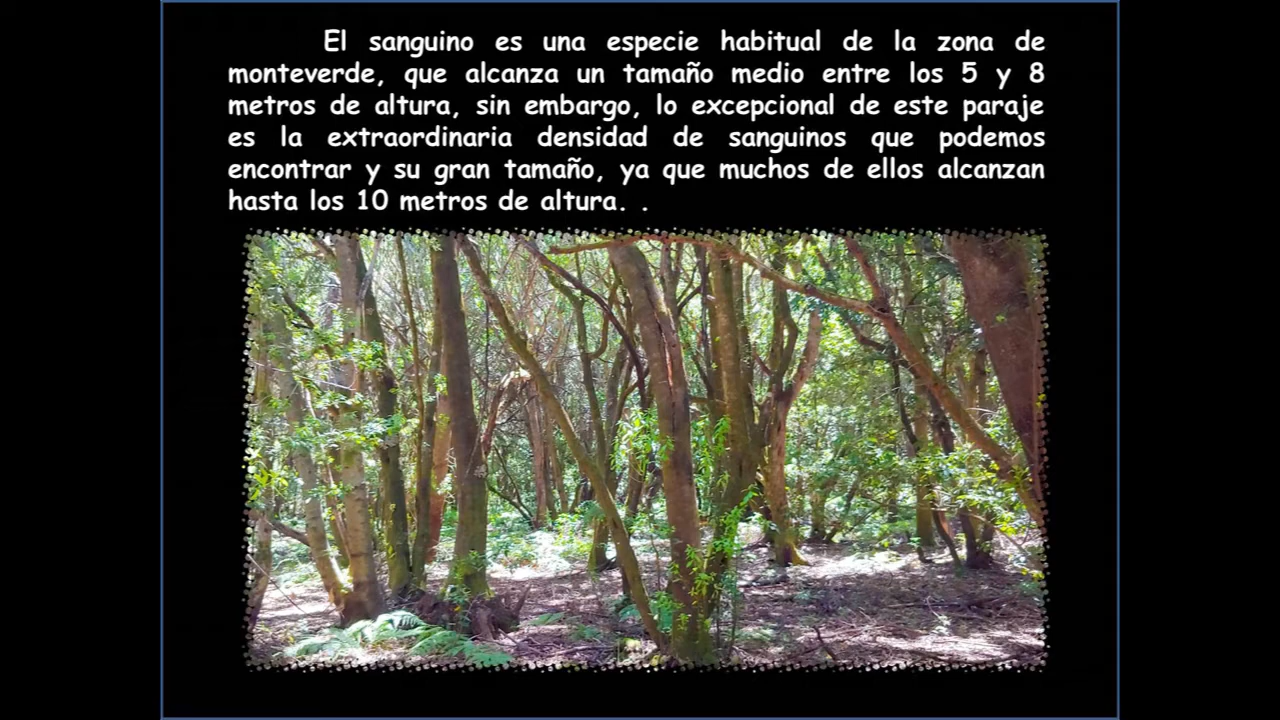 El sanguino es una especie habitual de la zona de
monteverde, que alcanza un tamaño medio entre los 5 y 8
metros de altura, sin embargo, lo excepcional de este paraje
es la extraordinaria densidad de sanguinos que podemos
encontrar y su gran tamaño, ya que muchos de ellos alcanzan
hasta los 10 metros de altura. .